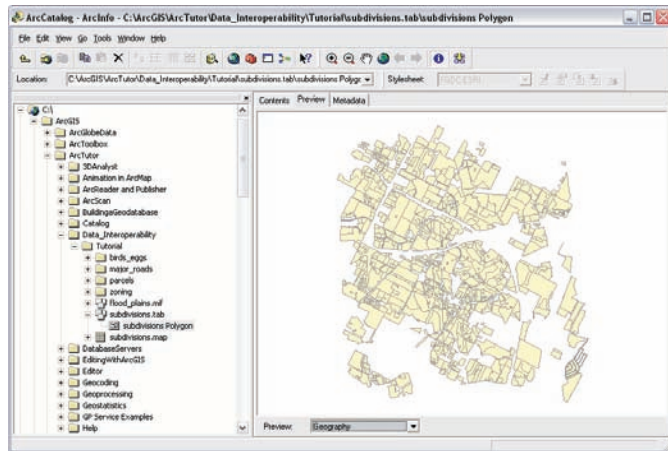 ArcCatalog - ArcInfo - C:\ArcGIS\ArcTutor\Data_Interoperability\Tutorial\subdivisions.tab\subdivisions Polygon
File Edit View Go Tools Window Help
Location: C:\ArcGIS\ArcTutor\Data_Interoperability\Tutorial\subdivisions.tab\subdivisions Polygc Stylesheet:
Contents Preview Metadata
C:\
ArcGIS
ArcGlobeData
ArcToolbox
ArcTutor
3DAnalyst
Animation in ArcMap
ArcReader and Publisher
ArcScan
BuildingaGeodatabase
Catalog
Data_Interoperability
Tutorial
birds_eggs
major_roads
parcels
zoning
flood_plains.mif
subdivisions.tab
subdivisions Polygon
subdivisions.map
DatabaseServers
EditingWithArcGIS
Editor
Geocoding
Geoprocessing
Geostatistics
GP Service Examples
Help
Preview: Geography